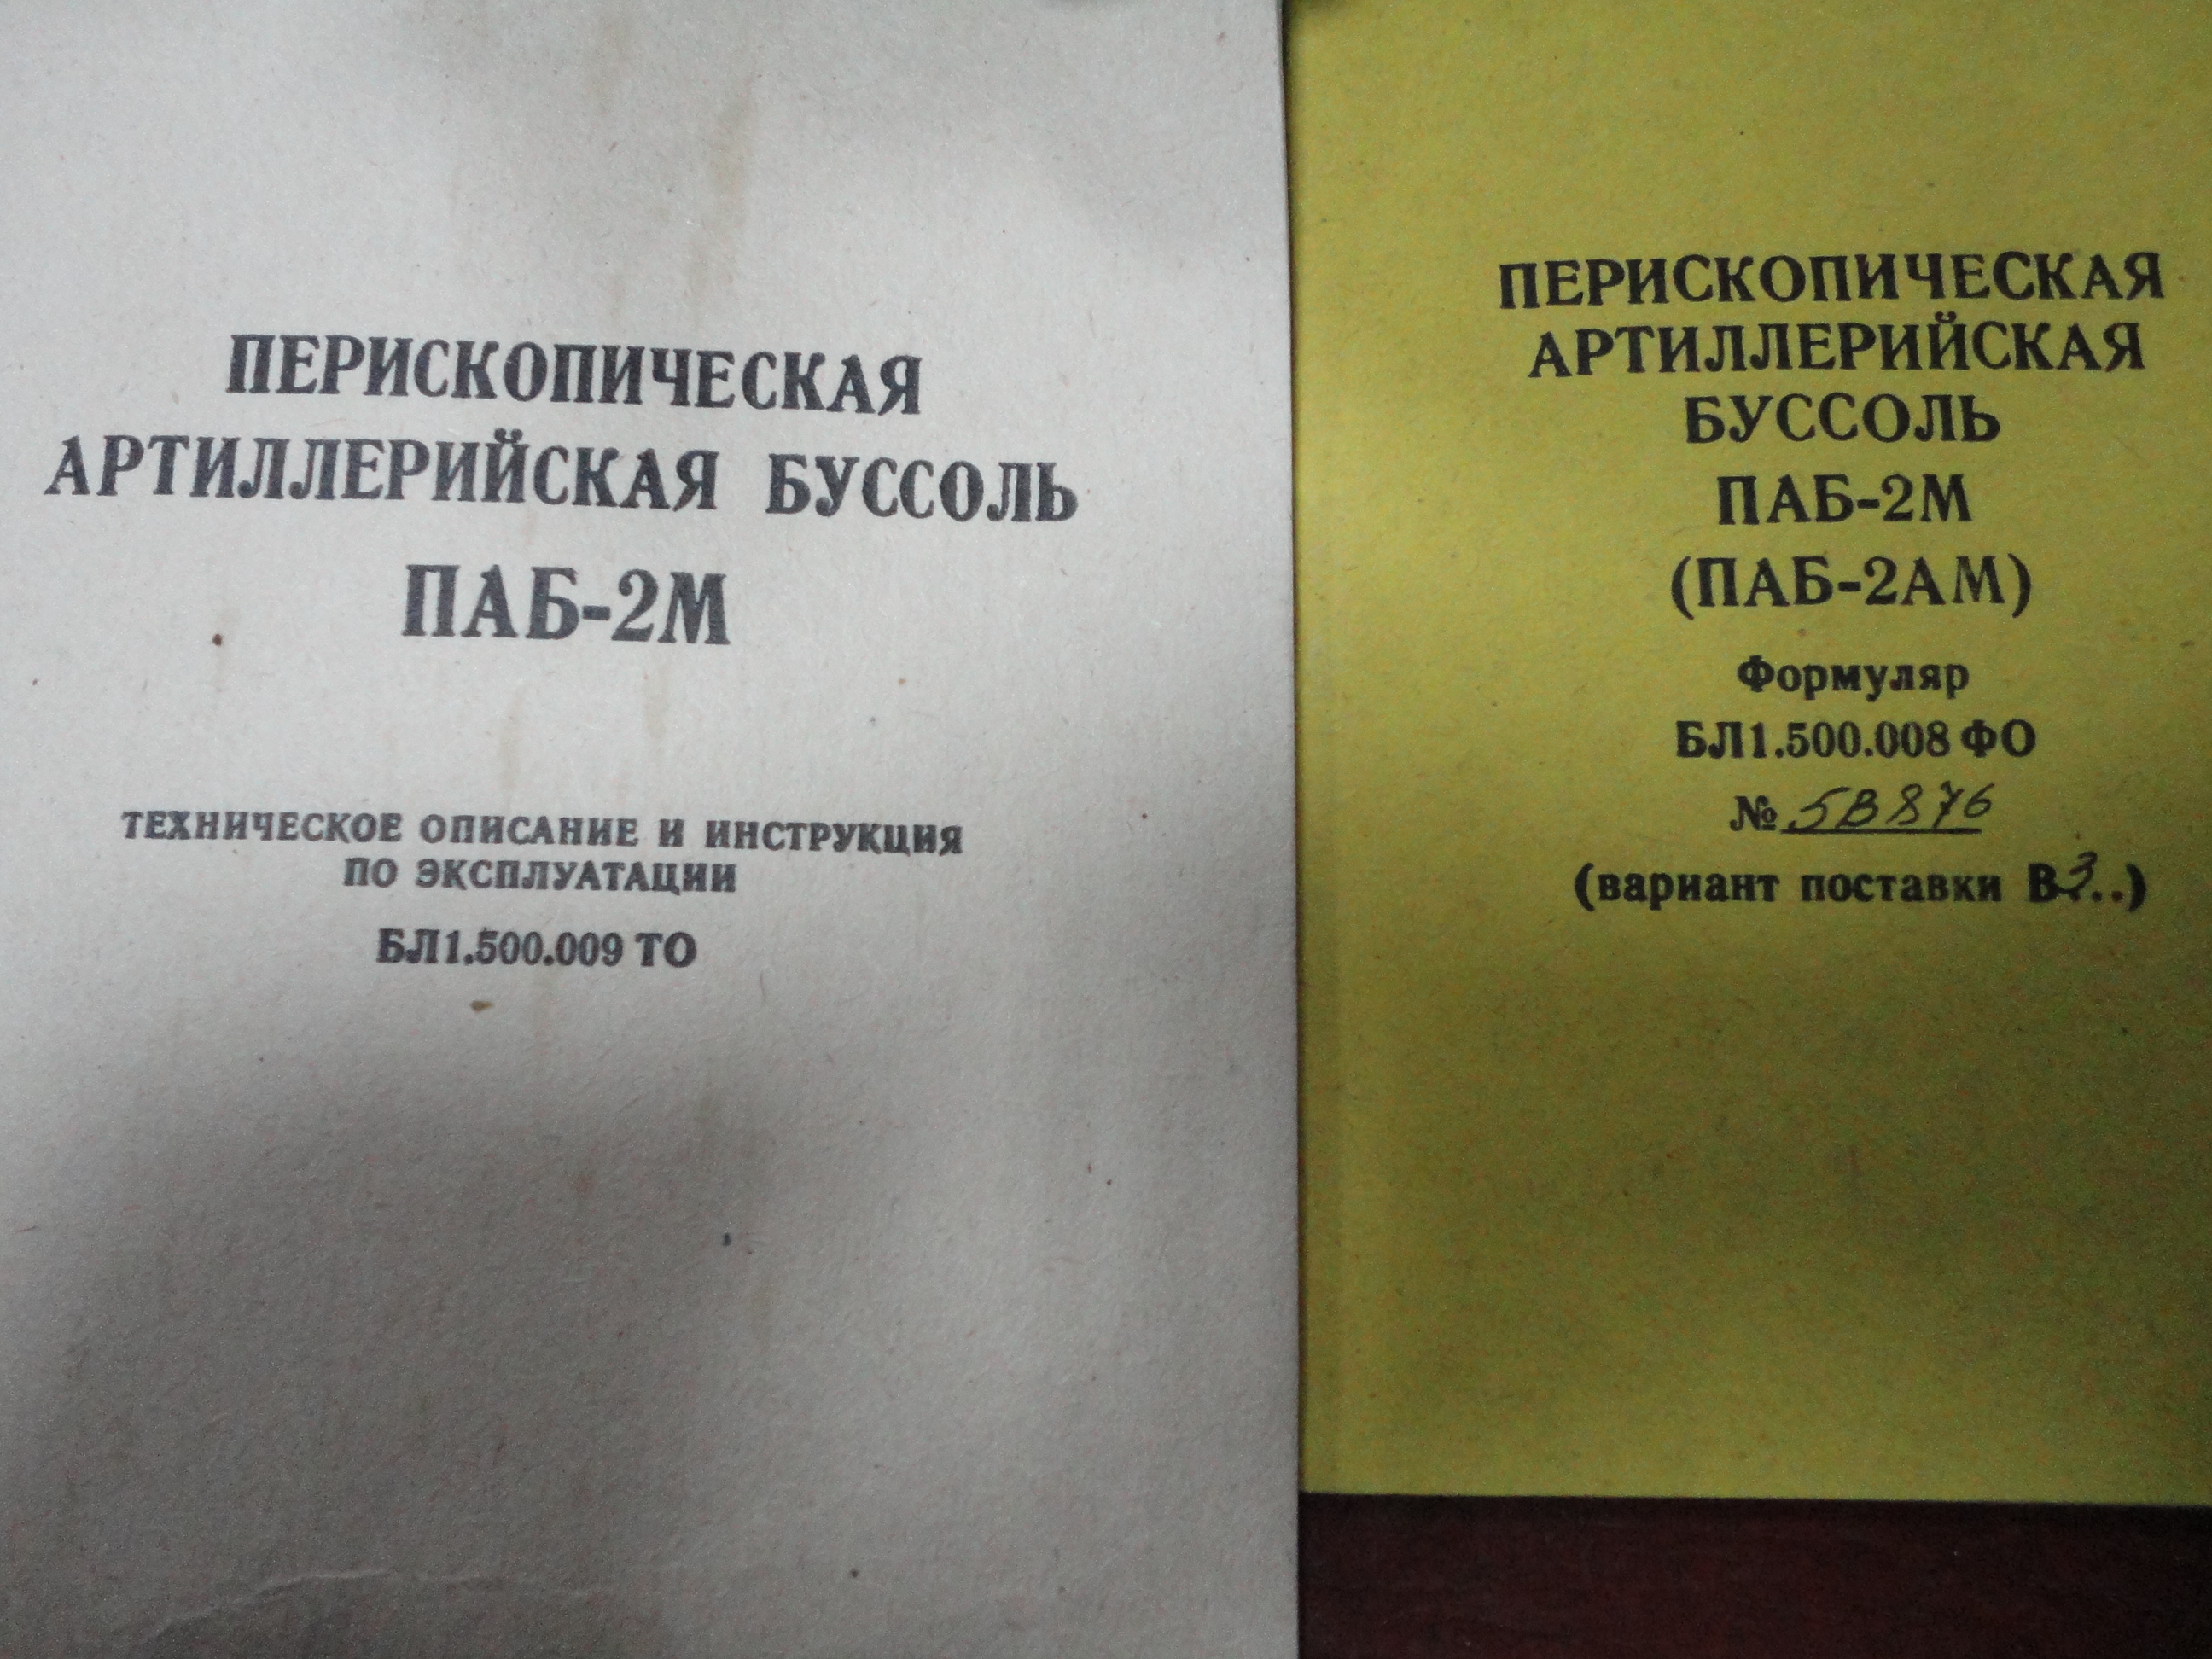 ПЕРИСКОПИЧЕСКАЯ
АРТИЛЛЕРИЙСКАЯ БУССОЛЬ
ПАБ-2М
ТЕХНИЧЕСКОЕ ОПИСАНИЕ И ИНСТРУКЦИЯ
ПО ЭКСПЛУАТАЦИИ
БЛ1.500.009 ТО
ПЕРИСКОПИЧЕСКАЯ
АРТИЛЛЕРИЙСКАЯ
БУССОЛЬ
ПАБ-2М
(ПАБ-2АМ)
Формуляр
БЛ1.500.008 ФО
№ 5В876
(вариант поставки В3..)